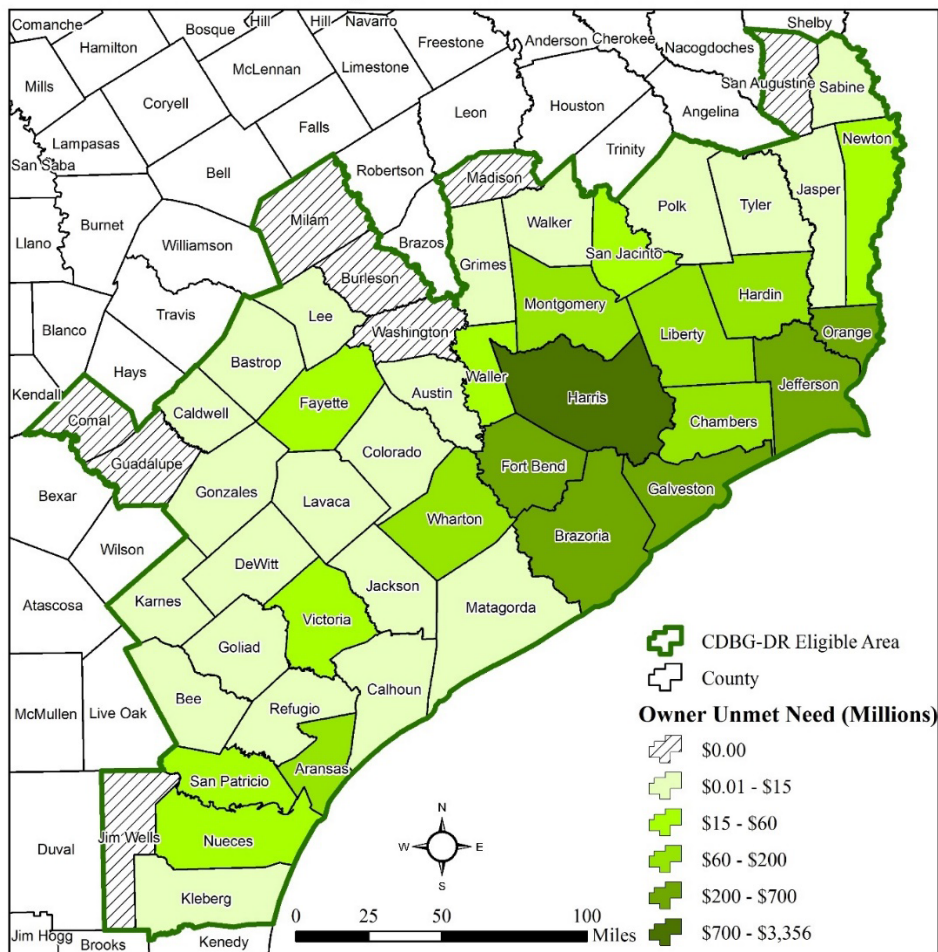 Comanche
Hill
Bosque
Hill
Navarro
Shelby
Hamilton
Freestone
Anderson
Cherokee
Nacogdoches
McLennan
Limestone
San Augustine
Sabine
Mills
Coryell
Leon
Houston
Angelina
Falls
Lampasas
Trinity
Newton
San Saba
Bell
Robertson
Madison
Milam
Jasper
Burnet
Walker
Polk
Tyler
Llano
Williamson
Brazos
Grimes
San Jacinto
Burleson
Montgomery
Hardin
Travis
Lee
Washington
Liberty
Orange
Blanco
Bastrop
Waller
Jefferson
Hays
Austin
Harris
Kendall
Fayette
Caldwell
Comal
Chambers
Colorado
Guadalupe
Fort Bend
Bexar
Gonzales
Lavaca
Galveston
Wharton
Brazoria
Wilson
DeWitt
Jackson
Atascosa
Karnes
Matagorda
Victoria
Goliad
Calhoun
Bee
Refugio
McMullen
Live Oak
Aransas
San Patricio
Jim Wells
Nueces
Duval
Kleberg
Jim Hogg
Brooks
Kenedy
CDBG-DR Eligible Area
County
Owner Unmet Need (Millions)
$0.00
$0.01 - $15
$15 - $60
$60 - $200
$200 - $700
$700 - $3,356
N
W E
S
0 25 50 100
Miles